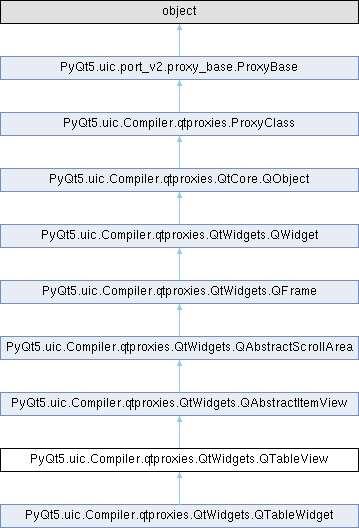 object
PyQt5.uic.port_v2.proxy_base.ProxyBase
PyQt5.uic.Compiler.qtproxies.ProxyClass
PyQt5.uic.Compiler.qtproxies.QtCore.QObject
PyQt5.uic.Compiler.qtproxies.QtWidgets.QWidget
PyQt5.uic.Compiler.qtproxies.QtWidgets.QFrame
PyQt5.uic.Compiler.qtproxies.QtWidgets.QAbstractScrollArea
PyQt5.uic.Compiler.qtproxies.QtWidgets.QAbstractItemView
PyQt5.uic.Compiler.qtproxies.QtWidgets.QTableView
PyQt5.uic.Compiler.qtproxies.QtWidgets.QTableWidget